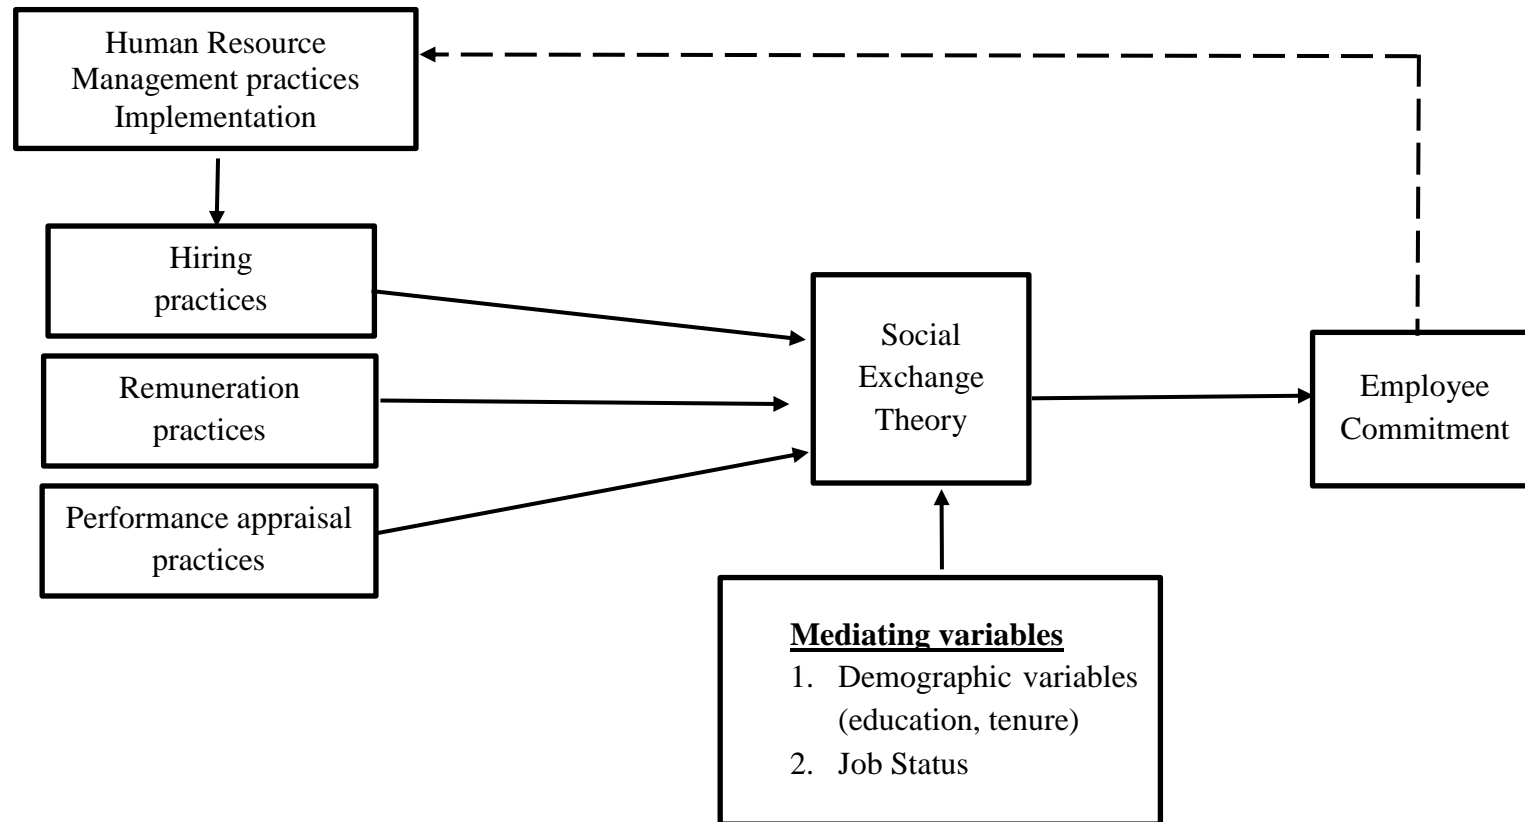 Human Resource
Management practices
Implementation
Hiring
practices
Remuneration
practices
Performance appraisal
practices
Social
Exchange
Theory
Employee
Commitment
Mediating variables
1. Demographic variables
(education, tenure)
2. Job Status